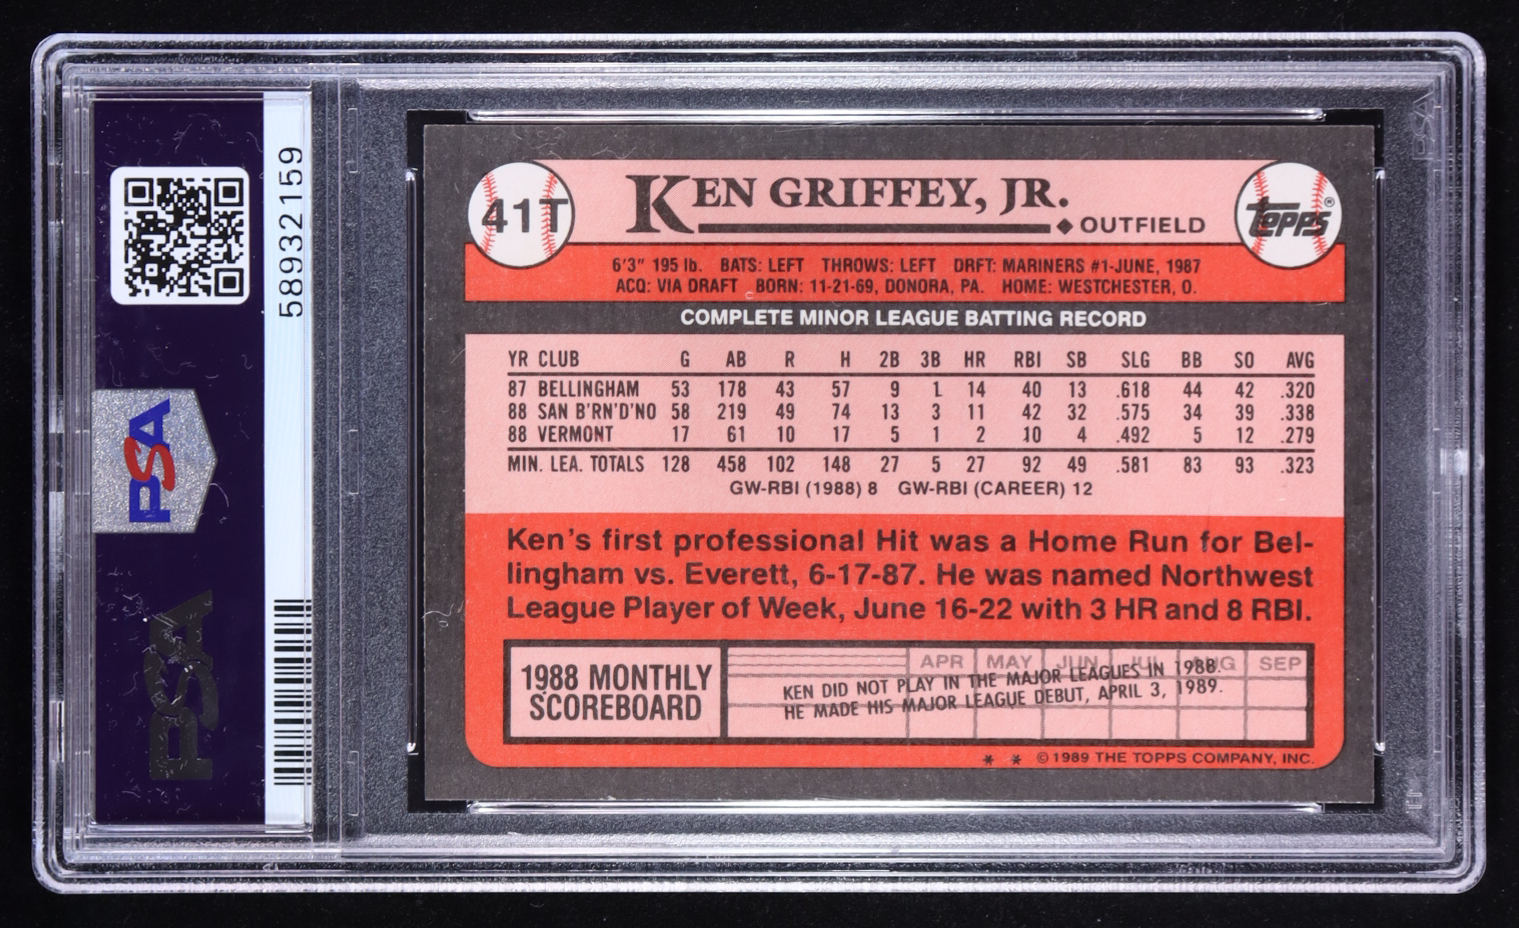 58932159
PSA
PSA
41T
KEN GRIFFEY, JR.
◆ OUTFIELD
TOPPS®
6'3" 195 lb. BATS: LEFT THROWS: LEFT DRFT: MARINERS #1-JUNE, 1987
ACQ: VIA DRAFT BORN: 11-21-69, DONORA, PA. HOME: WESTCHESTER, O.
COMPLETE MINOR LEAGUE BATTING RECORD
YR CLUB G AB R H 2B 3B HR RBI SB SLG BB SO AVG
87 BELLINGHAM 53 178 43 57 9 1 14 40 13 .618 44 42 .320
88 SAN B'RN'D'NO 58 219 49 74 13 3 11 42 32 .575 34 39 .338
88 VERMONT 17 61 10 17 5 1 2 10 4 .492 5 12 .279
MIN. LEA. TOTALS 128 458 102 148 27 5 27 92 49 .581 83 93 .323
GW-RBI (1988) 8 GW-RBI (CAREER) 12
Ken's first professional Hit was a Home Run for Bel-
lingham vs. Everett, 6-17-87. He was named Northwest
League Player of Week, June 16-22 with 3 HR and 8 RBI.
1988 MONTHLY
SCOREBOARD
APR MAY JUN JUL AUG SEP
KEN DID NOT PLAY IN THE MAJOR LEAGUES IN 1988.
HE MADE HIS MAJOR LEAGUE DEBUT, APRIL 3, 1989.
* * © 1989 THE TOPPS COMPANY, INC.
PSA